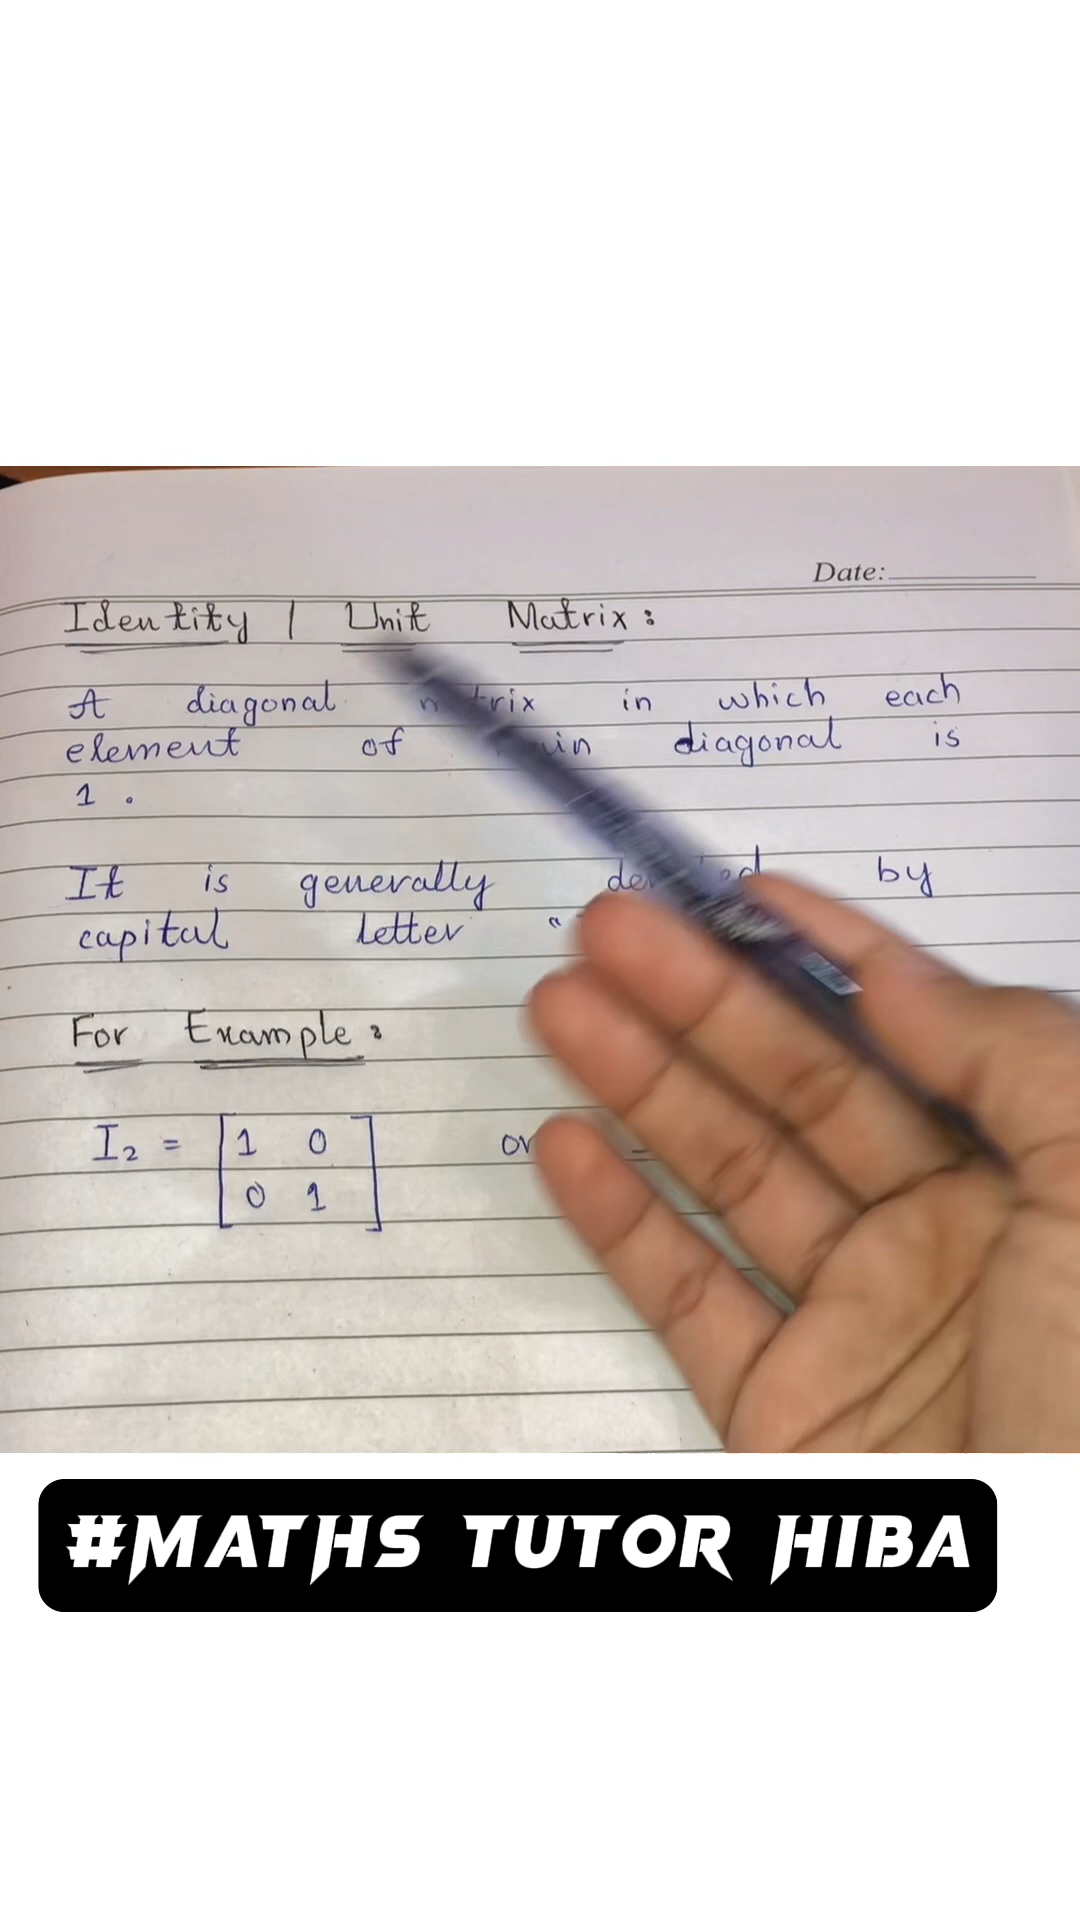 Date:
Identity / Unit Matrix:
A diagonal in which each
element of diagonal is
1.
It is generally by
capital letter "
For Example:
I₂ = [1 0
0 1] or
#MATHS TUTOR HIBA